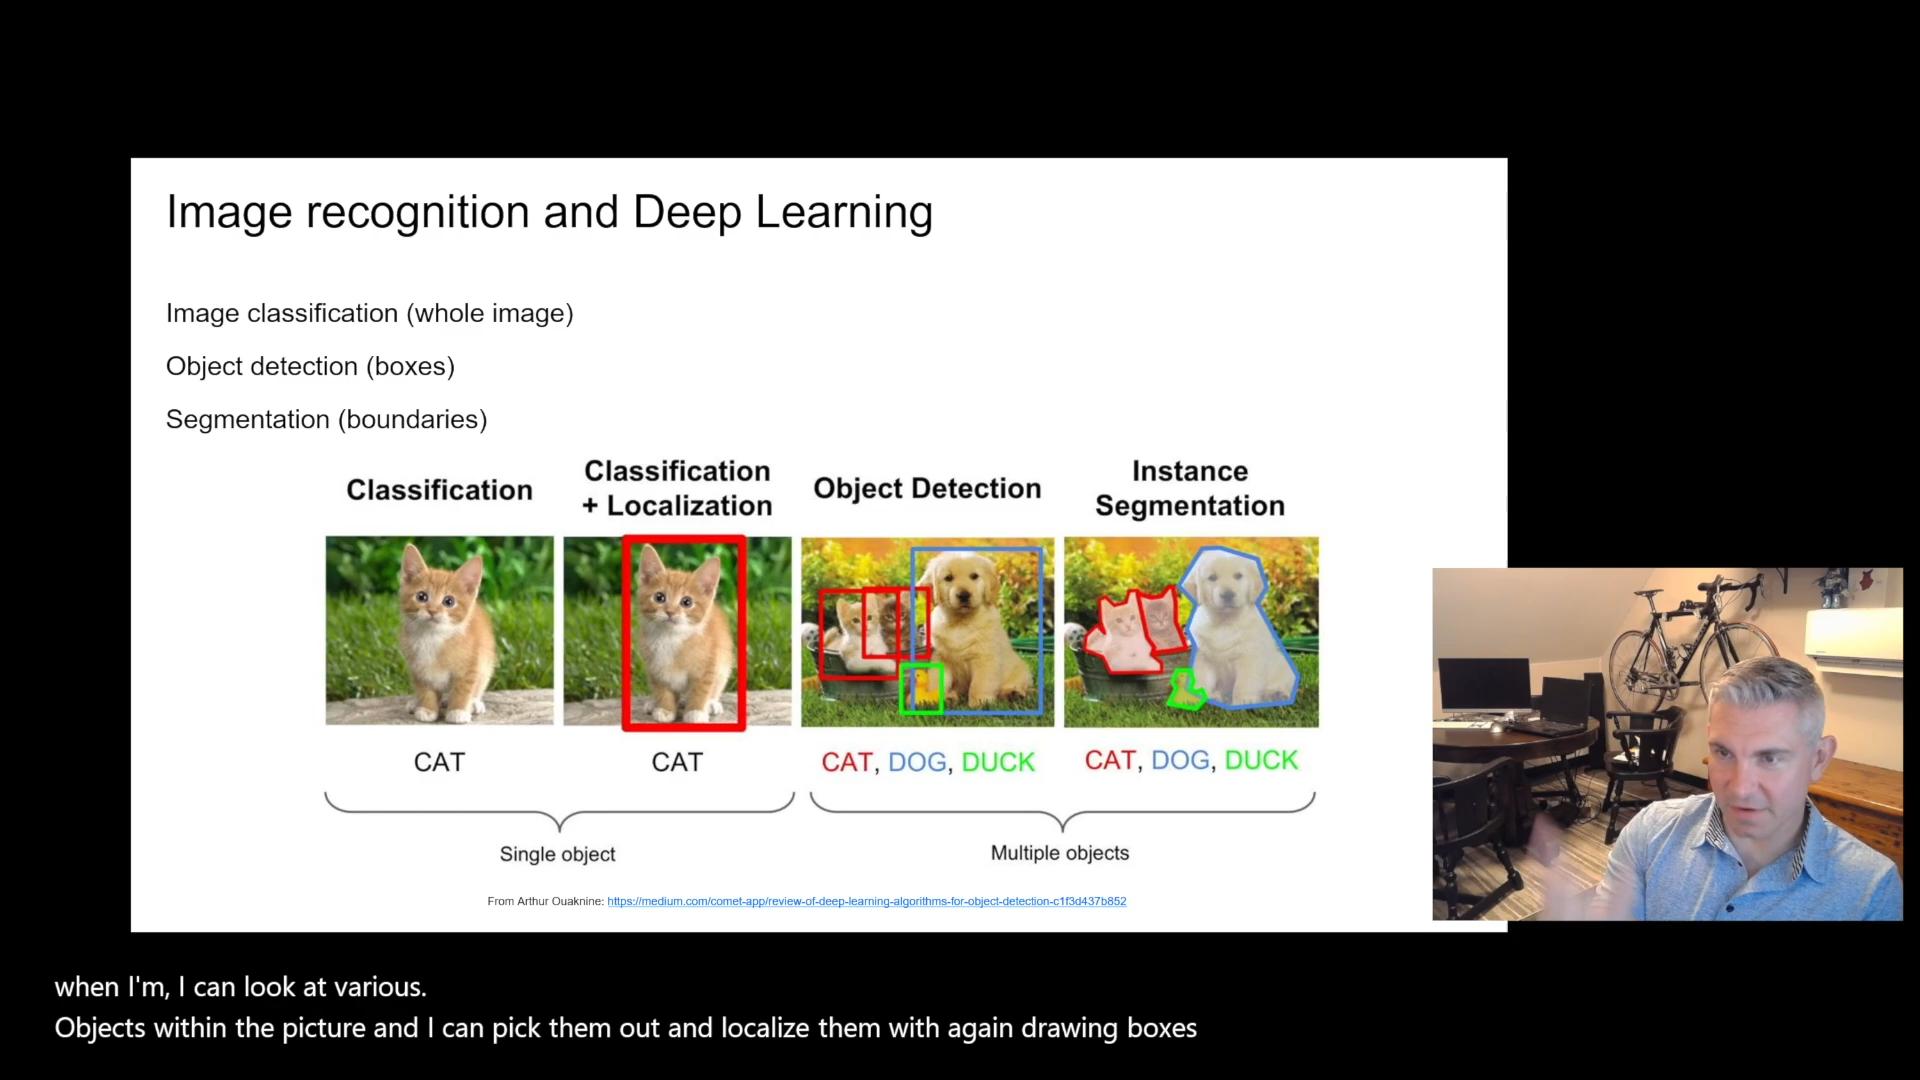 Image recognition and Deep Learning
Image classification (whole image)
Object detection (boxes)
Segmentation (boundaries)
Classification
Classification
+ Localization
Object Detection
Instance
Segmentation
CAT
CAT
CAT, DOG, DUCK
CAT, DOG, DUCK
Single object
Multiple objects
From Arthur Ouaknine: https://medium.com/comet-app/review-of-deep-learning-algorithms-for-object-detection-c1f3d437b852
when I'm, I can look at various.
Objects within the picture and I can pick them out and localize them with again drawing boxes